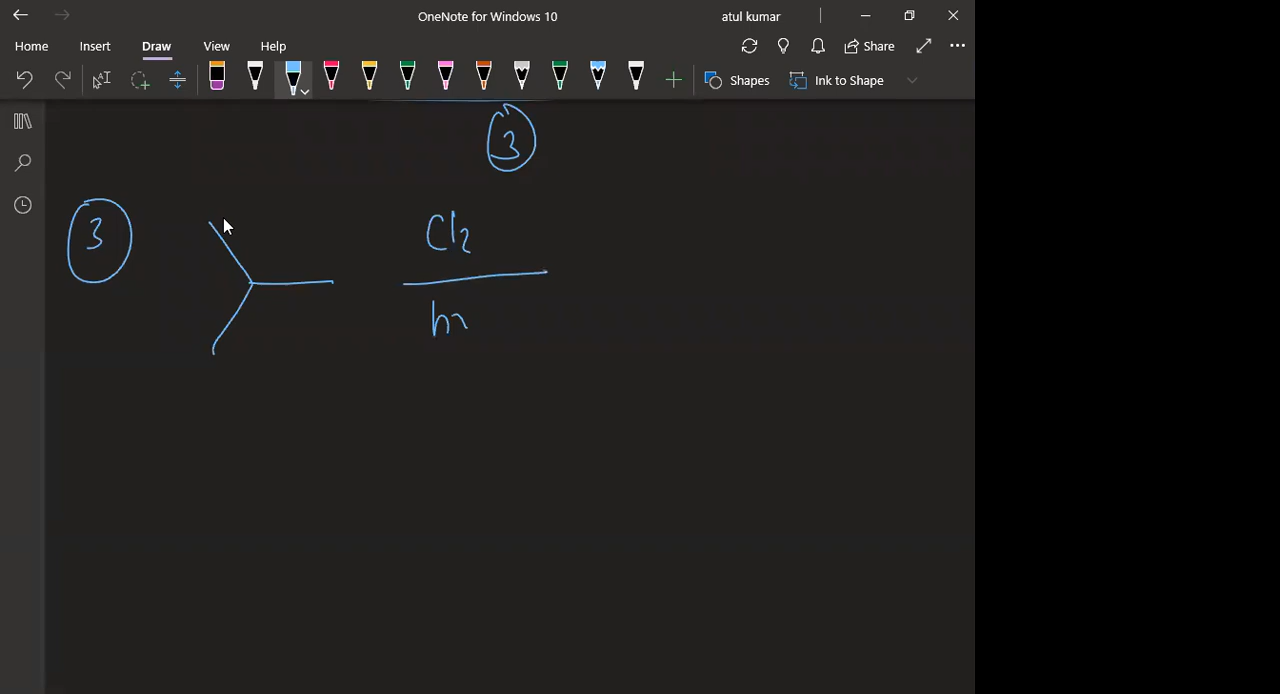 OneNote for Windows 10
atul kumar
Home Insert Draw View Help
Share
Shapes
Ink to Shape
3
3
Cl2
hν